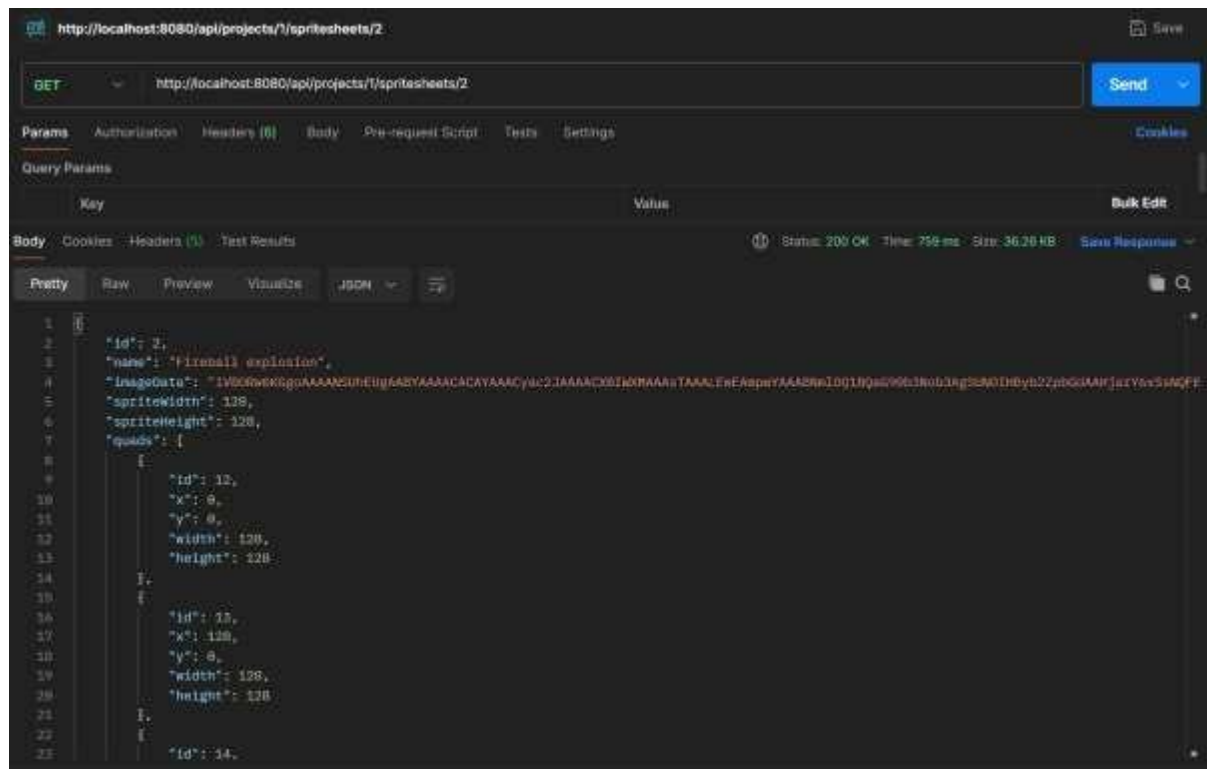 http://localhost:8080/api/projects/1/spritesheets/2 Save
GET http://localhost:8080/api/projects/1/spritesheets/2 Send
Params Authorization Headers (6) Body Pre-request Script Tests Settings Cookies
Query Params
Key Value Bulk Edit
Body Cookies Headers (5) Test Results Status: 200 OK Time: 759 ms Size: 36.26 KB Save Response
Pretty Raw Preview Visualize JSON
1 {
2 "id": 2,
3 "name": "Fireball explosion",
4 "imageData":
5 "spriteWidth": 128,
6 "spriteHeight": 128,
7 "quads": [
8 {
9 "id": 12,
10 "x": 0,
11 "y": 0,
12 "width": 128,
13 "height": 128
14 },
15 {
16 "id": 13,
17 "x": 128,
18 "y": 0,
19 "width": 128,
20 "height": 128
21 },
22 {
23 "id": 14,